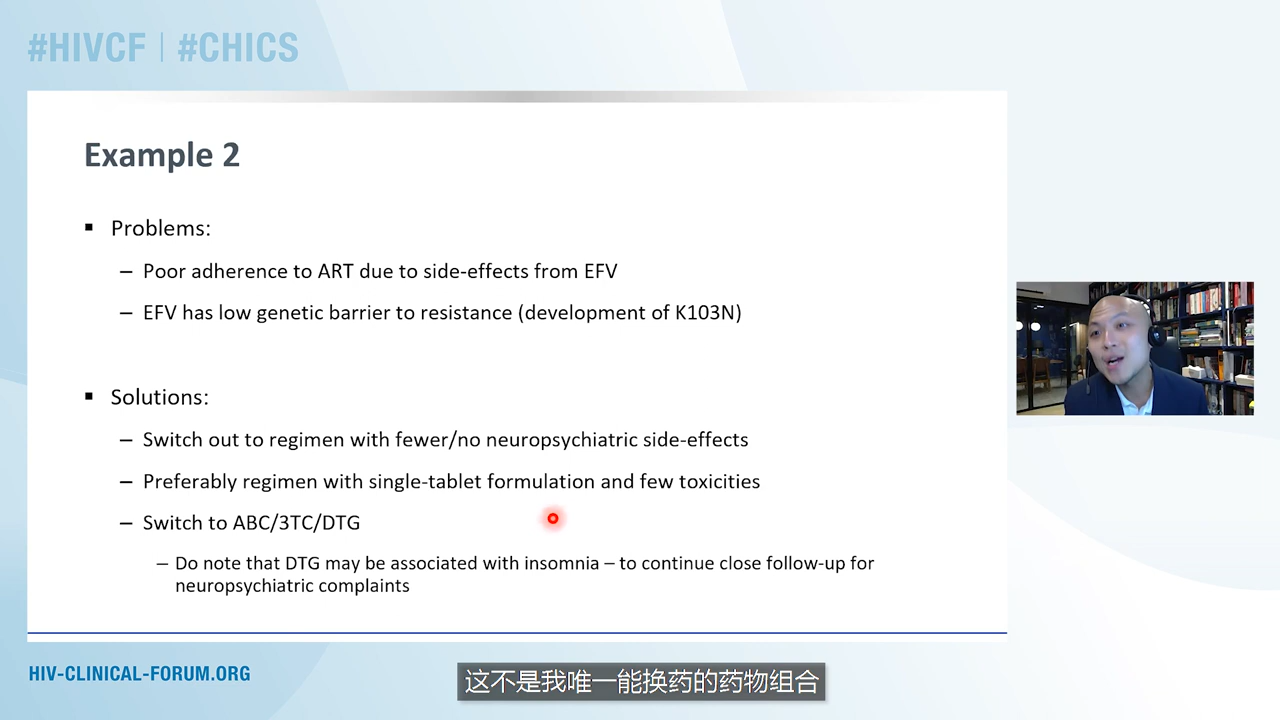 #HIVCF | #CHICS
Example 2
▪ Problems:
– Poor adherence to ART due to side-effects from EFV
– EFV has low genetic barrier to resistance (development of K103N)
▪ Solutions:
– Switch out to regimen with fewer/no neuropsychiatric side-effects
– Preferably regimen with single-tablet formulation and few toxicities
– Switch to ABC/3TC/DTG
– Do note that DTG may be associated with insomnia – to continue close follow-up for
neuropsychiatric complaints
HIV-CLINICAL-FORUM.ORG
这不是我唯一能换药的药物组合